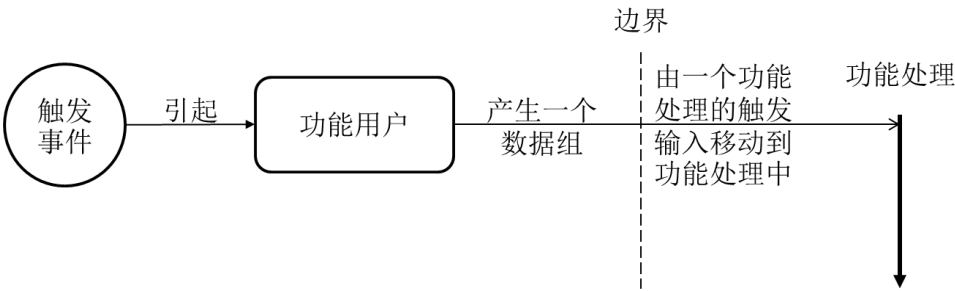 边界
触发
事件
引起
功能用户
产生一个
数据组
由一个功能
处理的触发
输入移动到
功能处理中
功能处理